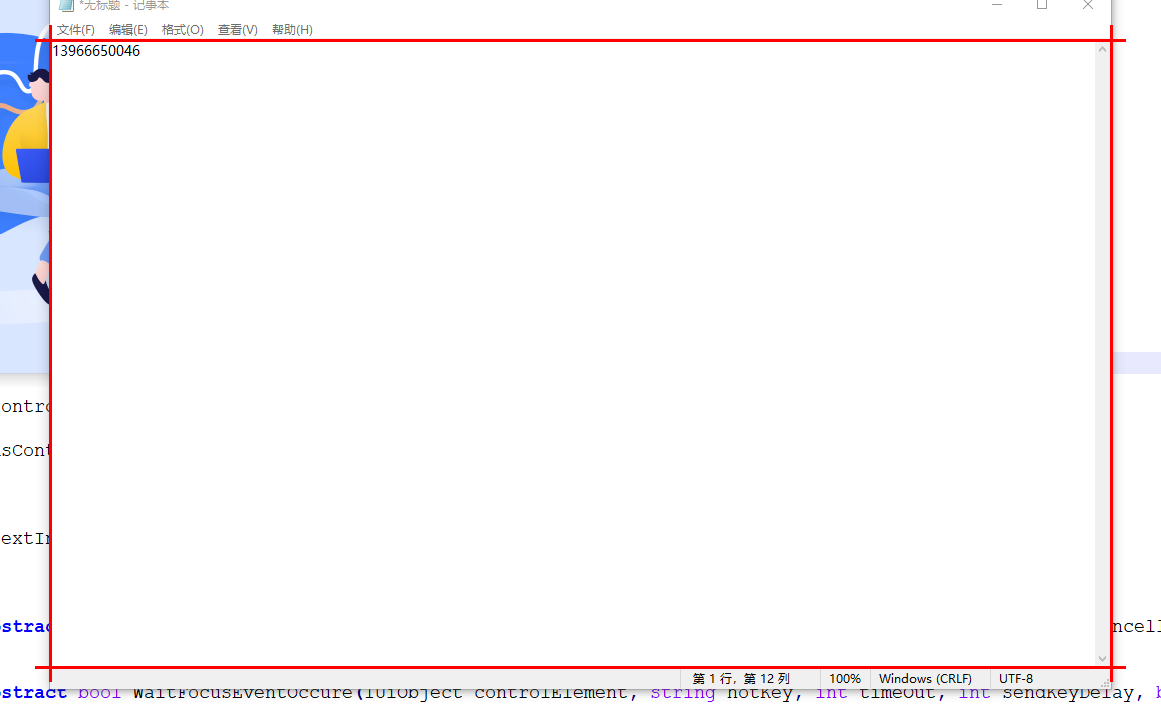 *无标题 - 记事本
文件(F) 编辑(E) 格式(O) 查看(V) 帮助(H)
13966650046
ontro
sCont
extIn
ncell
第 1 行，第 12 列 100% Windows (CRLF) UTF-8
stract bool WaitFocusEventOccure(IUIObject controlElement, string hotKey, int timeOut, int sendKeyDelay, b